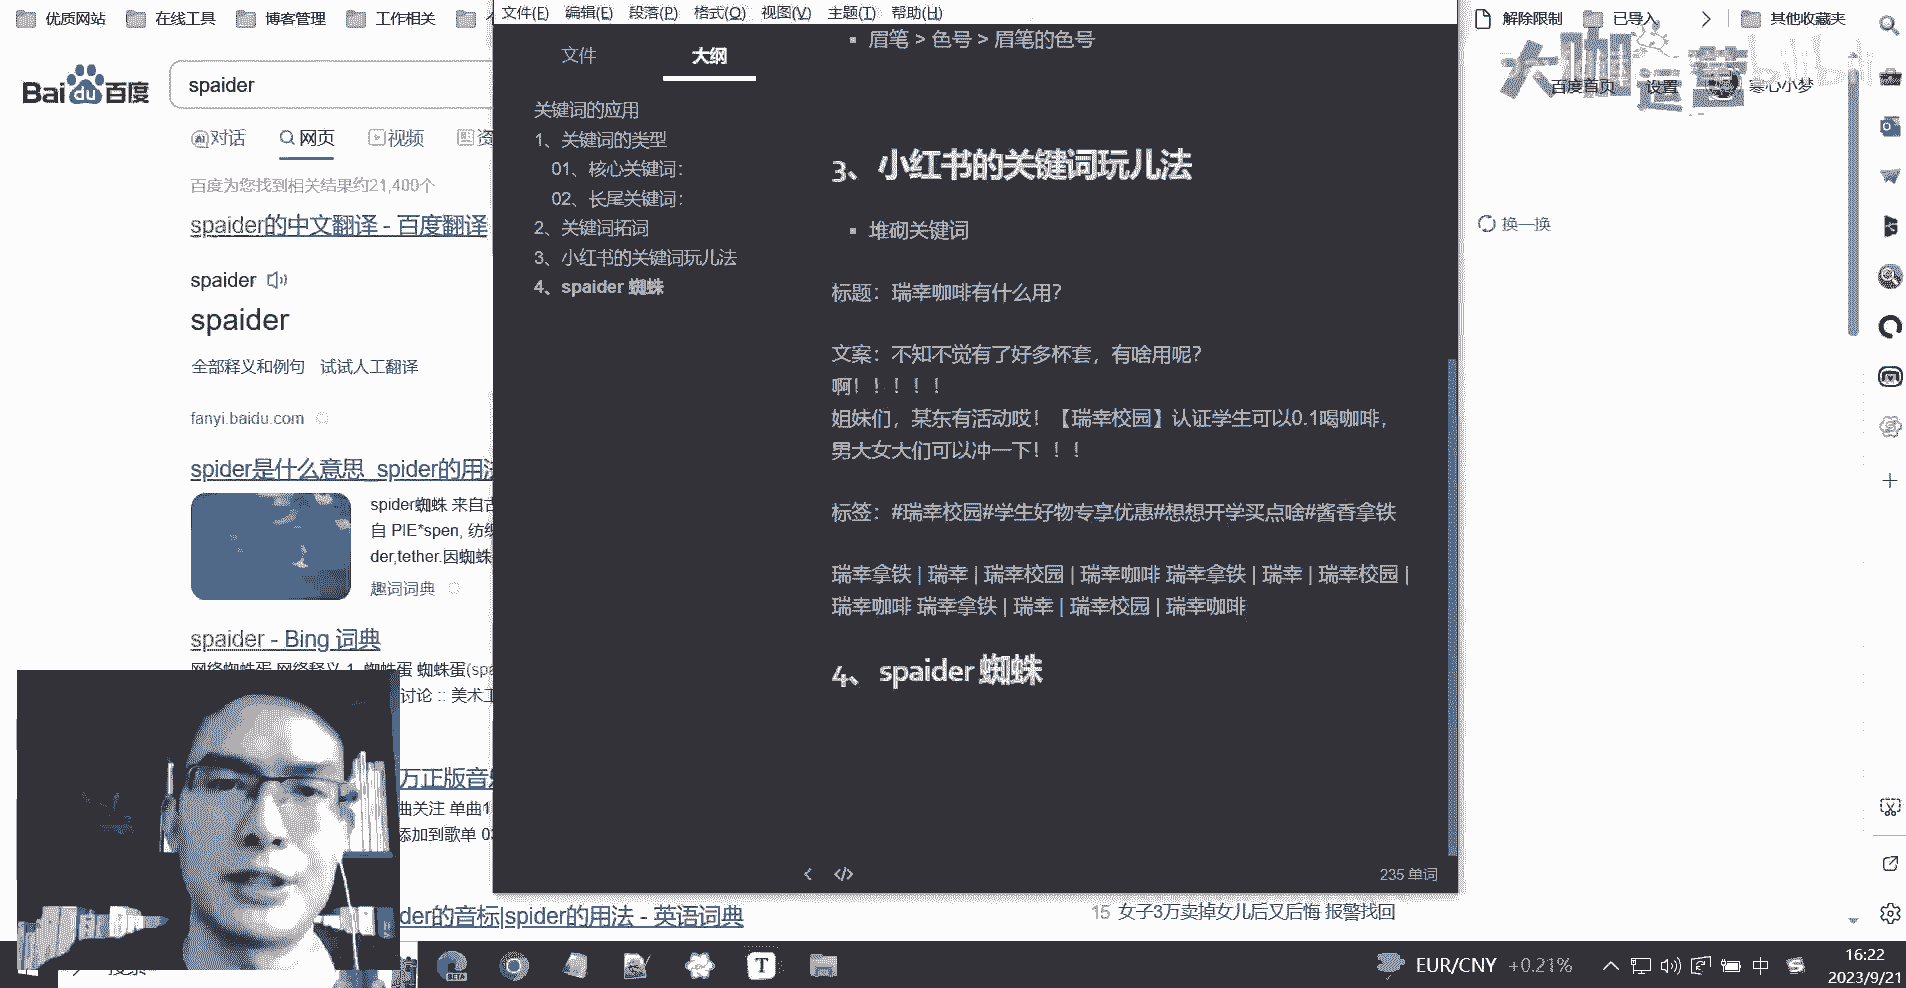 优质网站
在线工具
博客管理
工作相关
解除限制
已导入
其他收藏夹
大咖运营
bilibili
Bai du 百度
spaider
百度首页
设置
寒心小梦
对话
网页
视频
百度为您找到相关结果约21,400个
spaider的中文翻译 - 百度翻译
spaider
spaider
全部释义和例句 试试人工翻译
fanyi.baidu.com
spider是什么意思_spider的用法
spider蜘蛛 来自古
自 PIE*spen, 纺织
der,tether.因蜘蛛
趣词词典
spaider - Bing 词典
网络蜘蛛蛋 网络释义 1. 蜘蛛蛋 蜘蛛蛋(spa
讨论 :: 美术工
万正版音乐
曲关注 单曲1
添加到歌单 03
der的音标|spider的用法 - 英语词典
文件(F) 编辑(E) 段落(P) 格式(O) 视图(V) 主题(T) 帮助(H)
文件
大纲
关键词的应用
1、关键词的类型
01、核心关键词：
02、长尾关键词：
2、关键词拓词
3、小红书的关键词玩儿法
4、spaider 蜘蛛
眉笔 > 色号 > 眉笔的色号
3、小红书的关键词玩儿法
堆砌关键词
标题：瑞幸咖啡有什么用？
文案：不知不觉有了好多杯套，有啥用呢？
啊！！！！！
姐妹们，某东有活动哎！【瑞幸校园】认证学生可以0.1喝咖啡，
男大女大们可以冲一下！！！
标签：#瑞幸校园#学生好物专享优惠#想想开学买点啥#酱香拿铁
瑞幸拿铁 | 瑞幸 | 瑞幸校园 | 瑞幸咖啡 瑞幸拿铁 | 瑞幸 | 瑞幸校园 |
瑞幸咖啡 瑞幸拿铁 | 瑞幸 | 瑞幸校园 | 瑞幸咖啡
4、 spaider 蜘蛛
235 单词
换一换
15 女子3万卖掉女儿后又后悔 报警找回
EUR/CNY +0.21%
中
16:22
2023/9/21